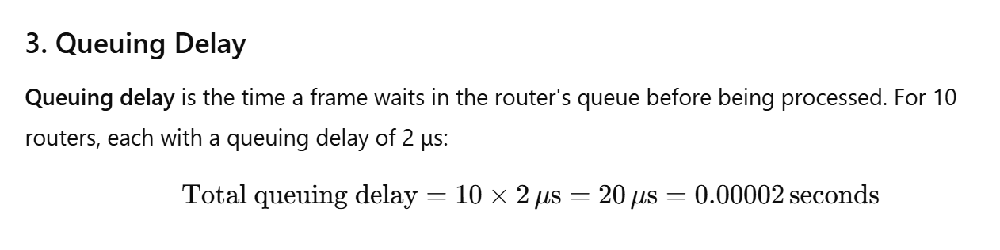 3. Queuing Delay
Queuing delay is the time a frame waits in the router's queue before being processed. For 10
routers, each with a queuing delay of 2 µs:
Total queuing delay = 10 × 2 μs = 20 μs = 0.00002 seconds